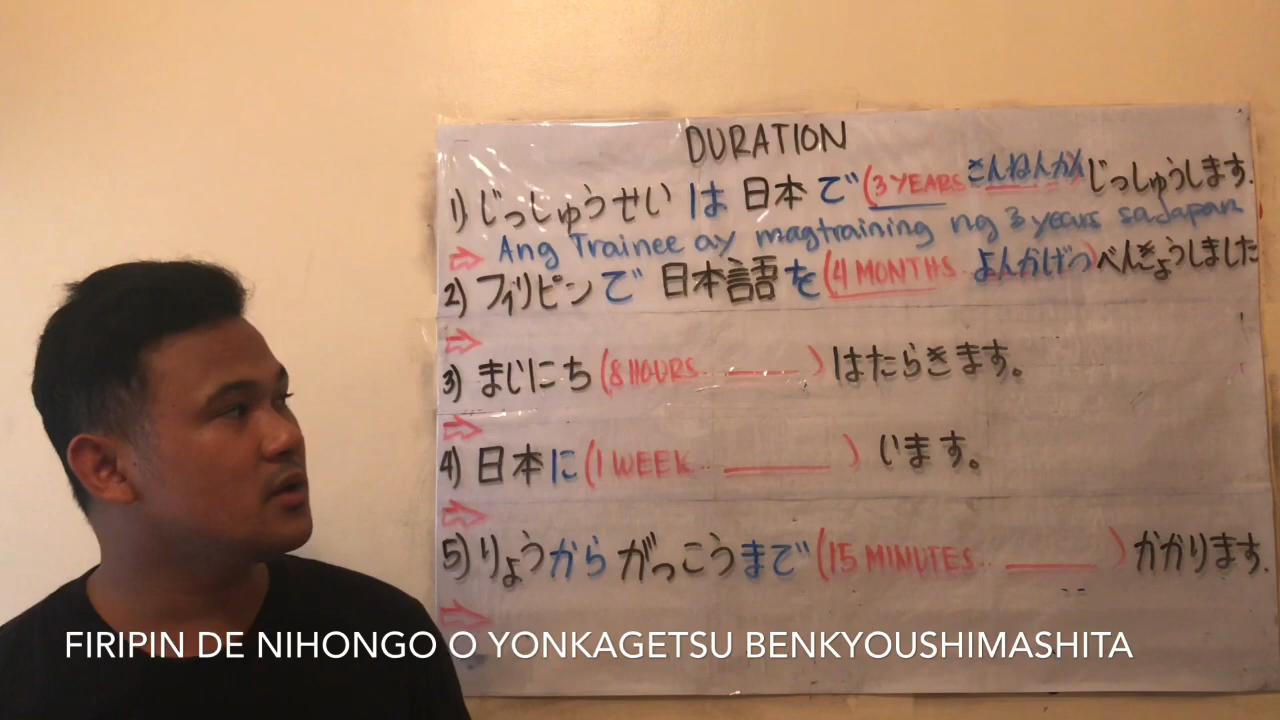 DURATION
1) じっしゅうせい は 日本 で (3 YEARS さんねんかん) じっしゅうします.
⇨ Ang Trainee ay magtraining ng 3 years sa Japan
2) フィリピン で 日本語 を (4 MONTHS よんかげつ) べんきょうしました
⇨
3) まいにち (8 HOURS ____) はたらきます。
⇨
4) 日本 に (1 WEEK ____) います。
⇨
5) りょう から がっこう まで (15 MINUTES ____) かかります.
⇨
FIRIPIN DE NIHONGO O YONKAGETSU BENKYOUSHIMASHITA